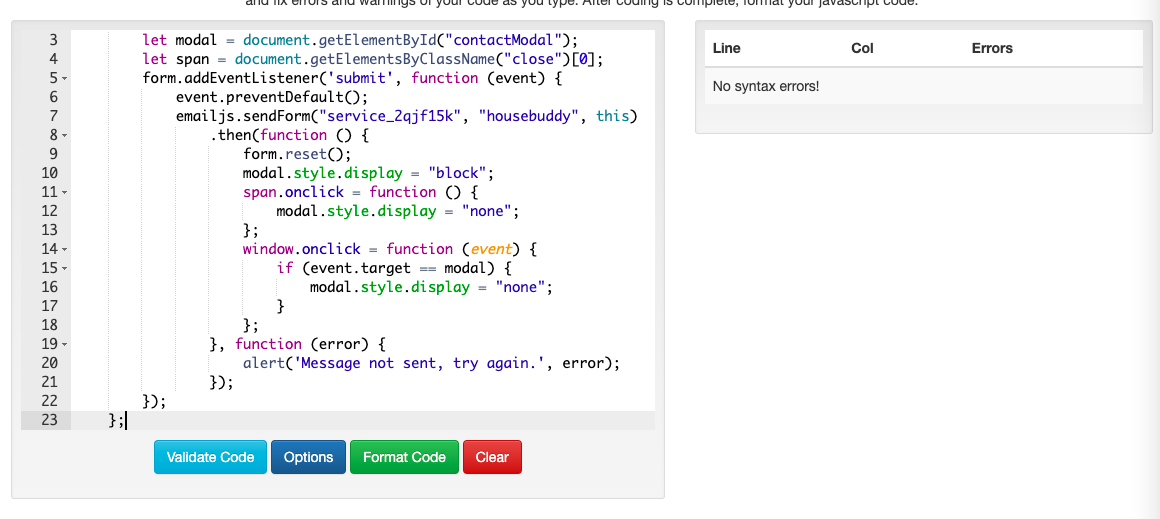 and fix errors and warnings of your code as you type. After coding is complete, format your javascript code.
3 let modal = document.getElementById("contactModal");
4 let span = document.getElementsByClassName("close")[0];
5 form.addEventListener('submit', function (event) {
6 event.preventDefault();
7 emailjs.sendForm("service_2qjf15k", "housebuddy", this)
8 .then(function () {
9 form.reset();
10 modal.style.display = "block";
11 span.onclick = function () {
12 modal.style.display = "none";
13 };
14 window.onclick = function (event) {
15 if (event.target == modal) {
16 modal.style.display = "none";
17 }
18 };
19 }, function (error) {
20 alert('Message not sent, try again.', error);
21 });
22 });
23 };
Validate Code Options Format Code Clear
Line Col Errors
No syntax errors!